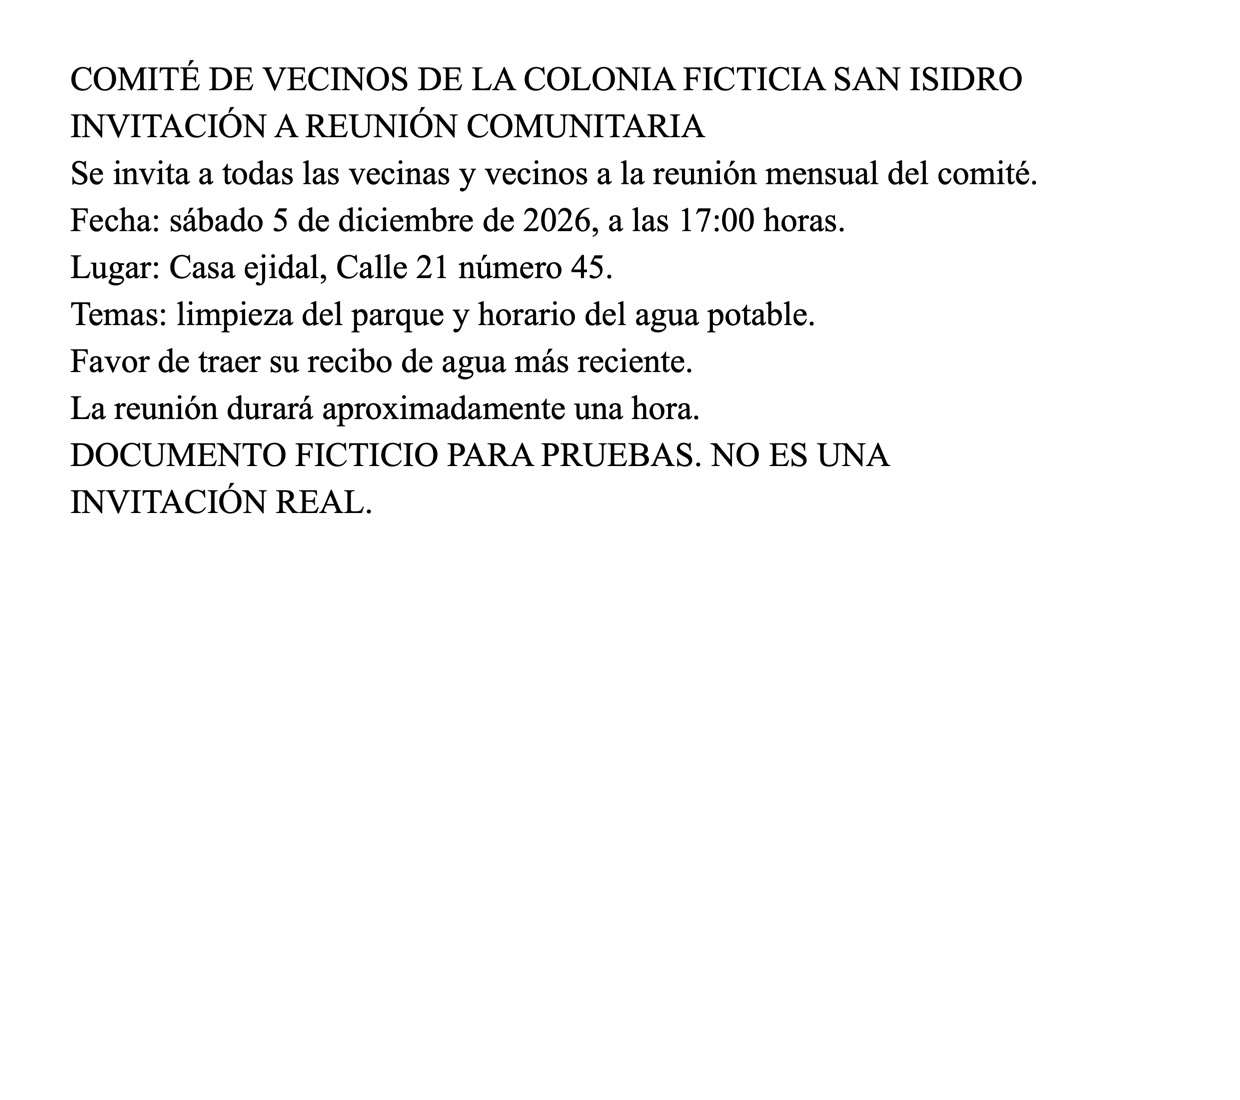 COMITÉ DE VECINOS DE LA COLONIA FICTICIA SAN ISIDRO
INVITACIÓN A REUNIÓN COMUNITARIA
Se invita a todas las vecinas y vecinos a la reunión mensual del comité.
Fecha: sábado 5 de diciembre de 2026, a las 17:00 horas.
Lugar: Casa ejidal, Calle 21 número 45.
Temas: limpieza del parque y horario del agua potable.
Favor de traer su recibo de agua más reciente.
La reunión durará aproximadamente una hora.
DOCUMENTO FICTICIO PARA PRUEBAS. NO ES UNA
INVITACIÓN REAL.